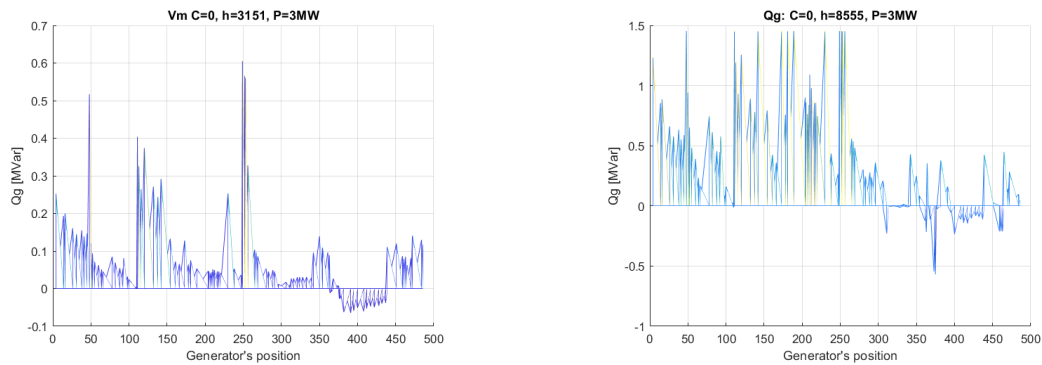 Vm C=0, h=3151, P=3MW
0.7
0.6
0.5
0.4
0.3
0.2
0.1
0
-0.1
Qg [MVar]
0 50 100 150 200 250 300 350 400 450 500
Generator's position
Qg: C=0, h=8555, P=3MW
1.5
1
0.5
0
-0.5
-1
Qg [MVar]
0 50 100 150 200 250 300 350 400 450 500
Generator's position